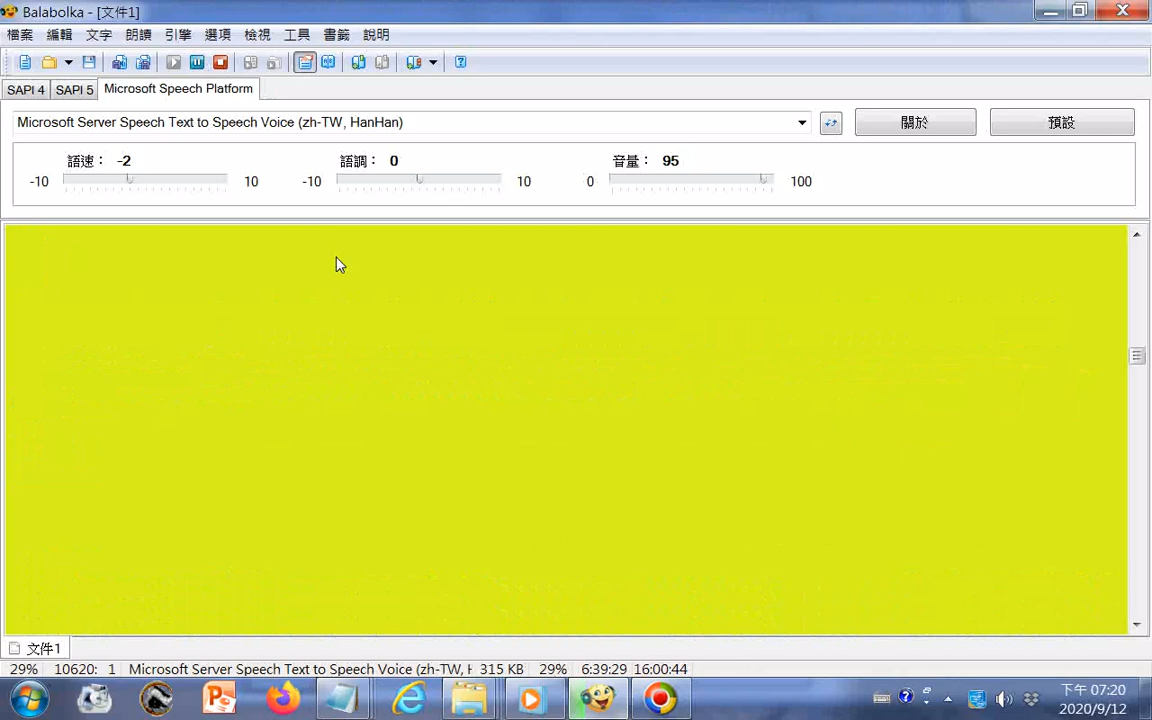 Balabolka - [文件1]
檔案 編輯 文字 朗讀 引擎 選項 檢視 工具 書籤 說明
SAPI 4 SAPI 5 Microsoft Speech Platform
Microsoft Server Speech Text to Speech Voice (zh-TW, HanHan) 關於 預設
語速： -2 語調： 0 音量： 95
-10 10 -10 10 0 100
文件1
29% 10620: 1 Microsoft Server Speech Text to Speech Voice (zh-TW, H 315 KB 29% 6:39:29 16:00:44
下午 07:20
2020/9/12